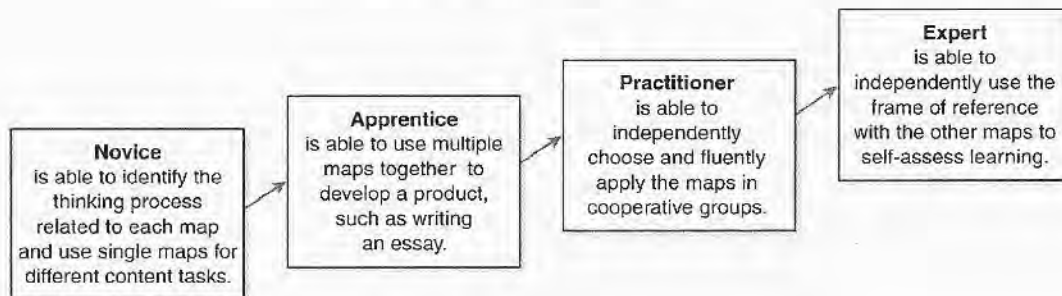 Novice
is able to identify the
thinking process
related to each map
and use single maps for
different content tasks.
Apprentice
is able to use multiple
maps together to
develop a product,
such as writing
an essay.
Practitioner
is able to
independently
choose and fluently
apply the maps in
cooperative groups.
Expert
is able to
independently use the
frame of reference
with the other maps to
self-assess learning.